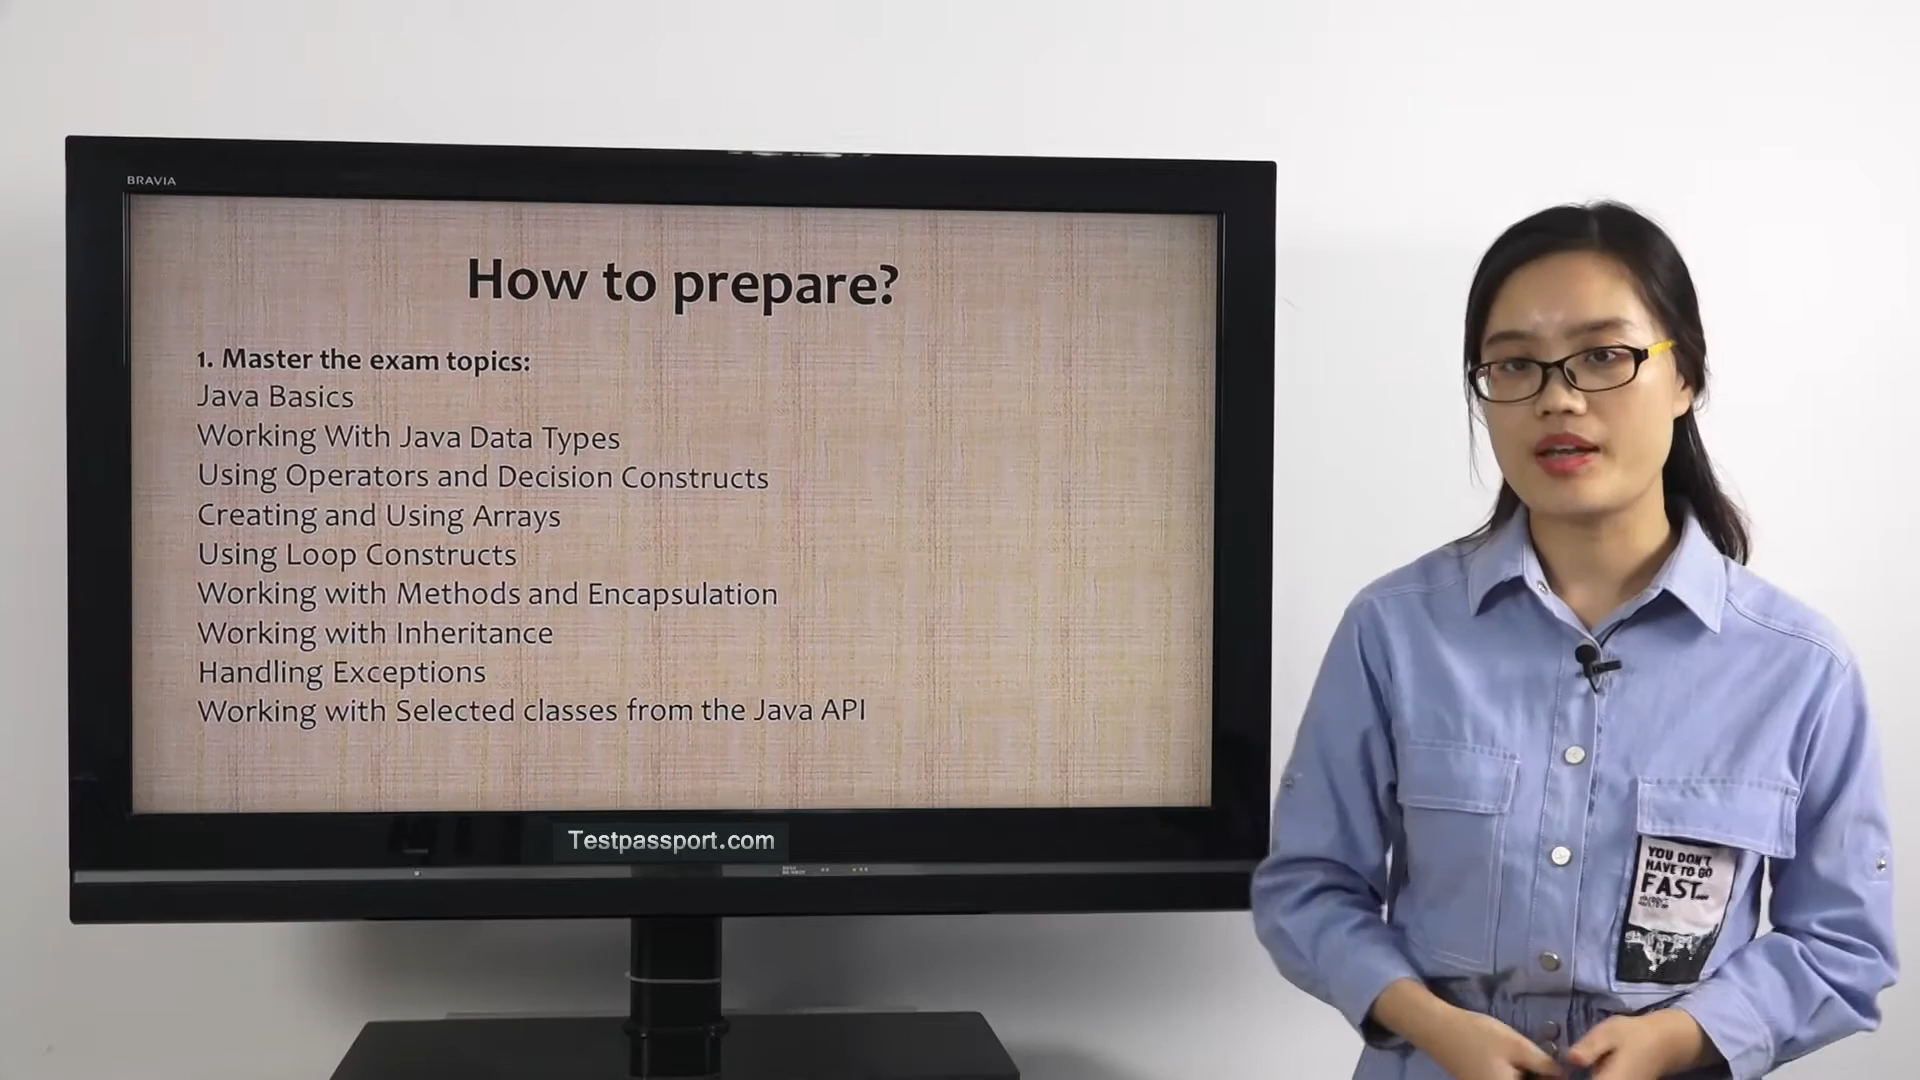 BRAVIA
How to prepare?
1. Master the exam topics:
Java Basics
Working With Java Data Types
Using Operators and Decision Constructs
Creating and Using Arrays
Using Loop Constructs
Working with Methods and Encapsulation
Working with Inheritance
Handling Exceptions
Working with Selected classes from the Java API
Testpassport.com
YOU DON'T
HAVE TO GO
FAST...